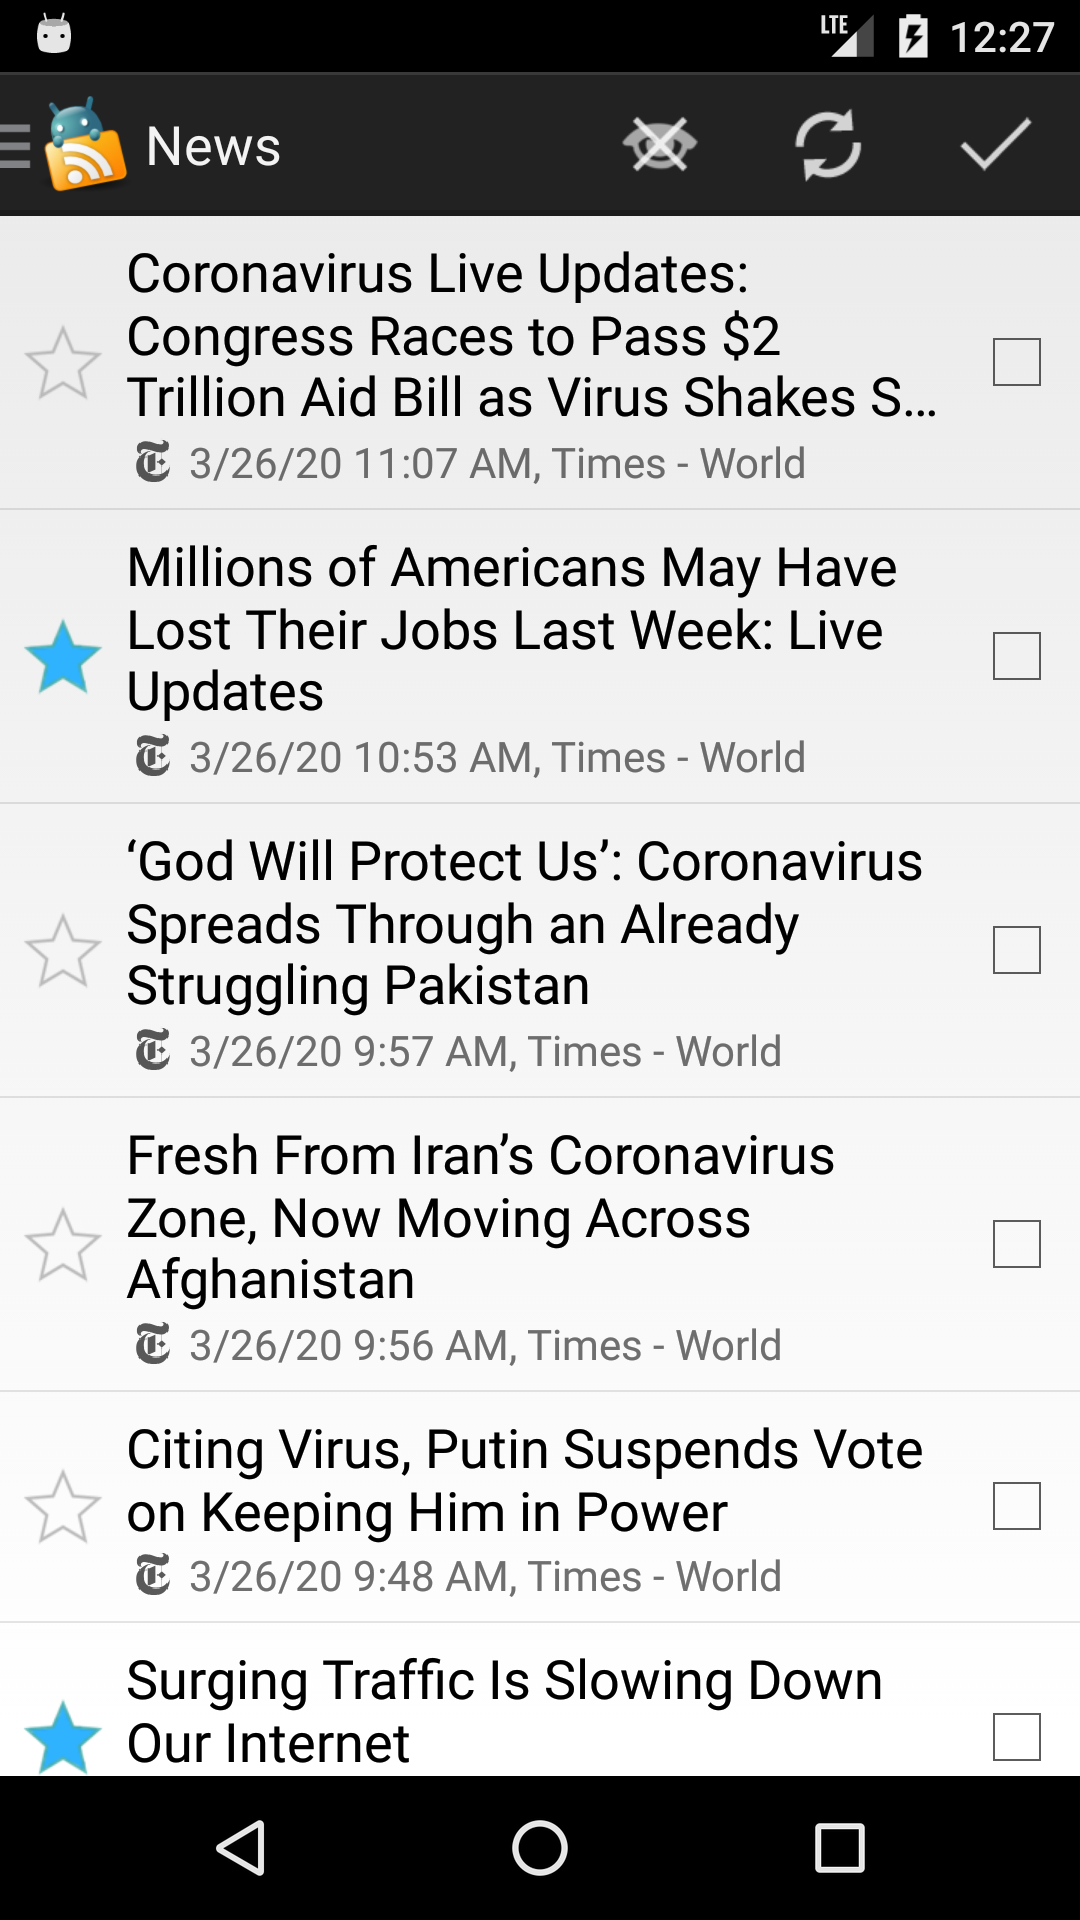 LTE 12:27
News
Coronavirus Live Updates:
Congress Races to Pass $2
Trillion Aid Bill as Virus Shakes S...
3/26/20 11:07 AM, Times - World
Millions of Americans May Have
Lost Their Jobs Last Week: Live
Updates
3/26/20 10:53 AM, Times - World
‘God Will Protect Us’: Coronavirus
Spreads Through an Already
Struggling Pakistan
3/26/20 9:57 AM, Times - World
Fresh From Iran’s Coronavirus
Zone, Now Moving Across
Afghanistan
3/26/20 9:56 AM, Times - World
Citing Virus, Putin Suspends Vote
on Keeping Him in Power
3/26/20 9:48 AM, Times - World
Surging Traffic Is Slowing Down
Our Internet